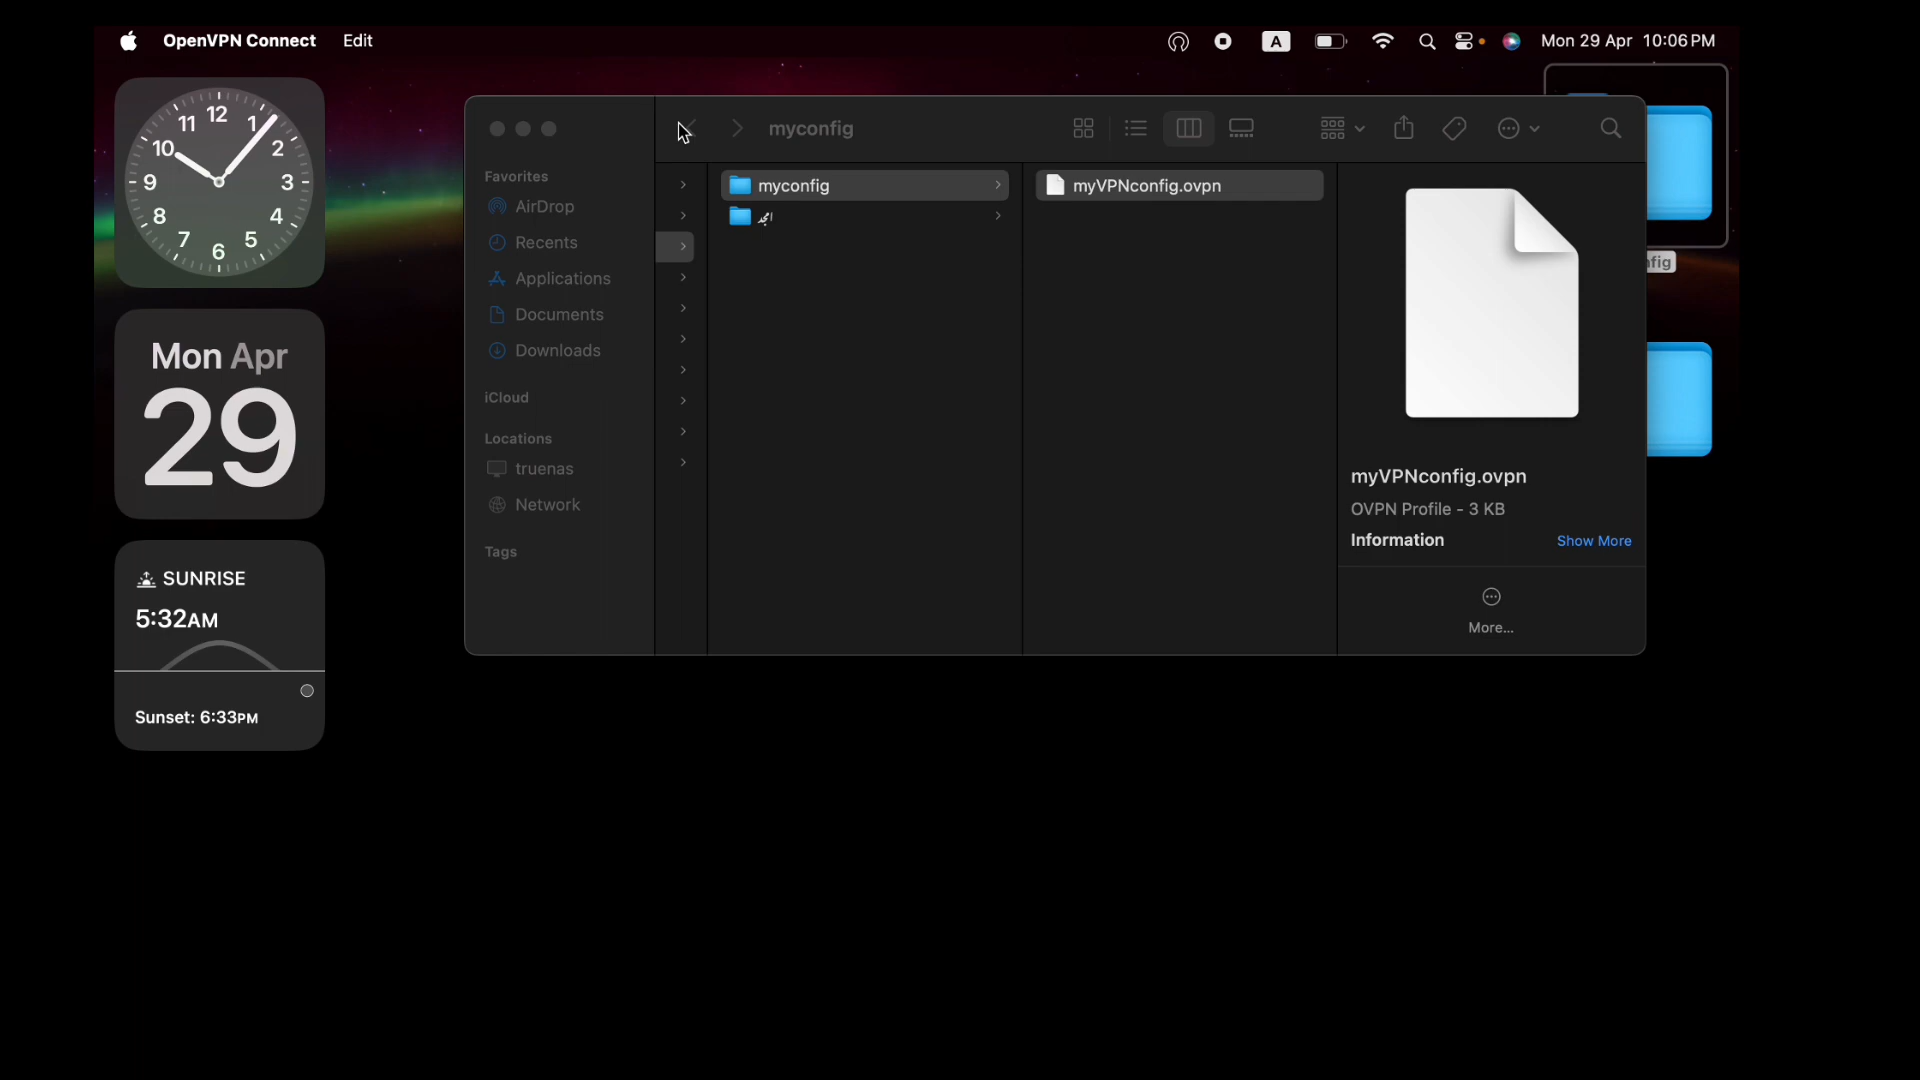 OpenVPN Connect Edit
A
Mon 29 Apr 10:06 PM
12
11 1
10 2
9 3
8 4
7 5
6
Mon Apr
29
SUNRISE
5:32AM
Sunset: 6:33PM
myconfig
Favorites
AirDrop
Recents
Applications
Documents
Downloads
iCloud
Locations
truenas
Network
Tags
myconfig
امجد
myVPNconfig.ovpn
myVPNconfig.ovpn
OVPN Profile - 3 KB
Information Show More
More...
nfig